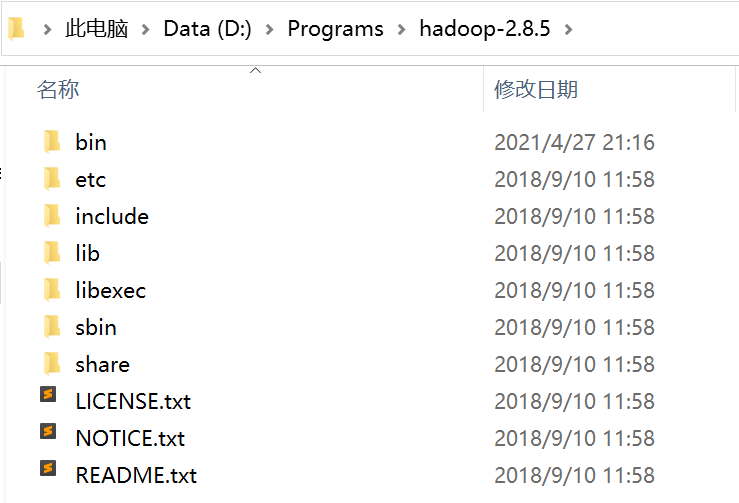 此电脑 Data (D:) Programs hadoop-2.8.5
名称 修改日期
bin 2021/4/27 21:16
etc 2018/9/10 11:58
include 2018/9/10 11:58
lib 2018/9/10 11:58
libexec 2018/9/10 11:58
sbin 2018/9/10 11:58
share 2018/9/10 11:58
LICENSE.txt 2018/9/10 11:58
NOTICE.txt 2018/9/10 11:58
README.txt 2018/9/10 11:58